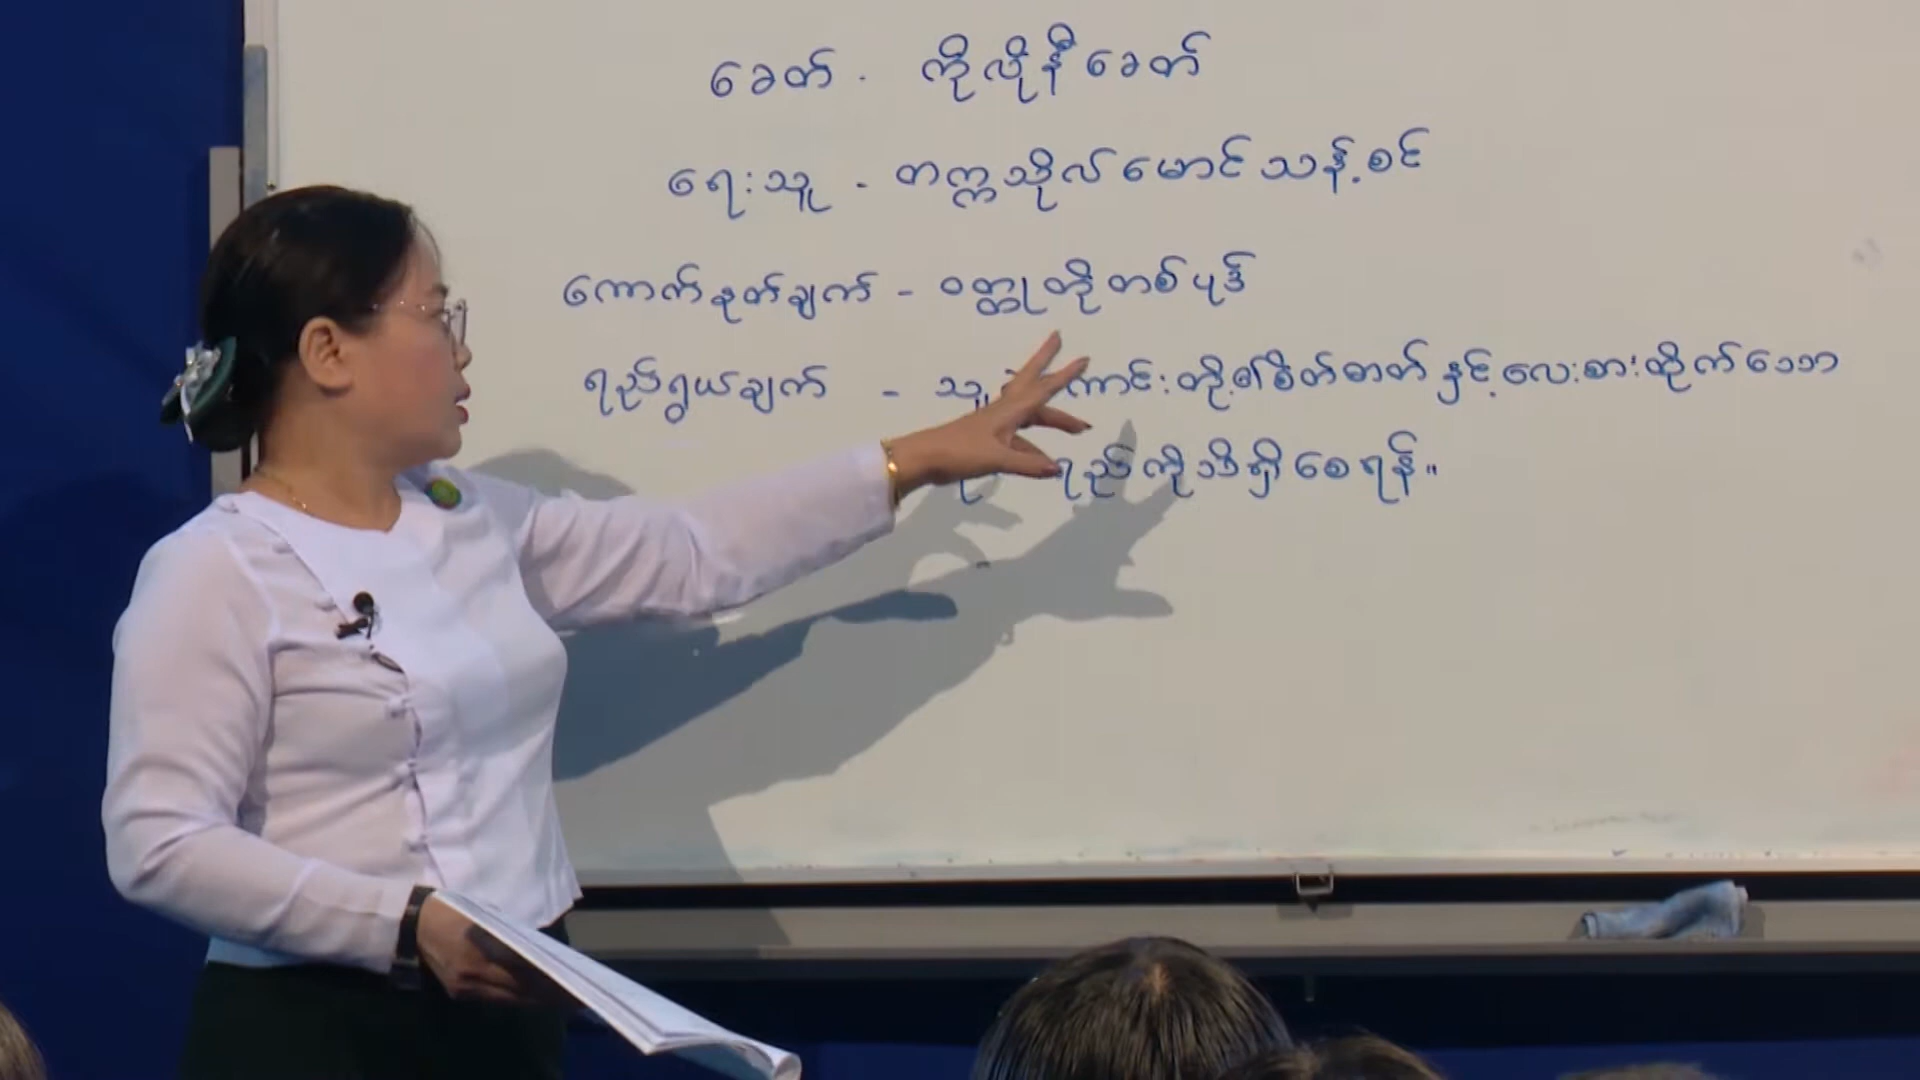 ခေတ် - ကိုလိုနီခေတ်
ရေးသူ - တက္ကသိုလ်မောင်သန့်စင်
ကောက်နုတ်ချက် - ဝတ္ထုတိုတစ်ပုဒ်
ရည်ရွယ်ချက် - သူ ကောင်းတို့၏စိတ်ဓာတ်နှင့်လေးစားထိုက်သော
ရည်ကိုသိရှိစေရန်။